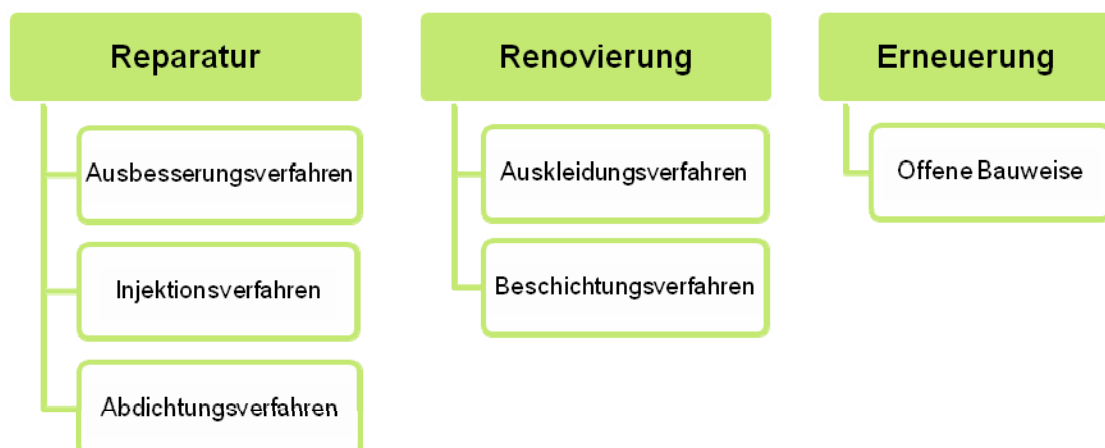 Reparatur
Ausbesserungsverfahren
Injektionsverfahren
Abdichtungsverfahren
Renovierung
Auskleidungsverfahren
Beschichtungsverfahren
Erneuerung
Offene Bauweise